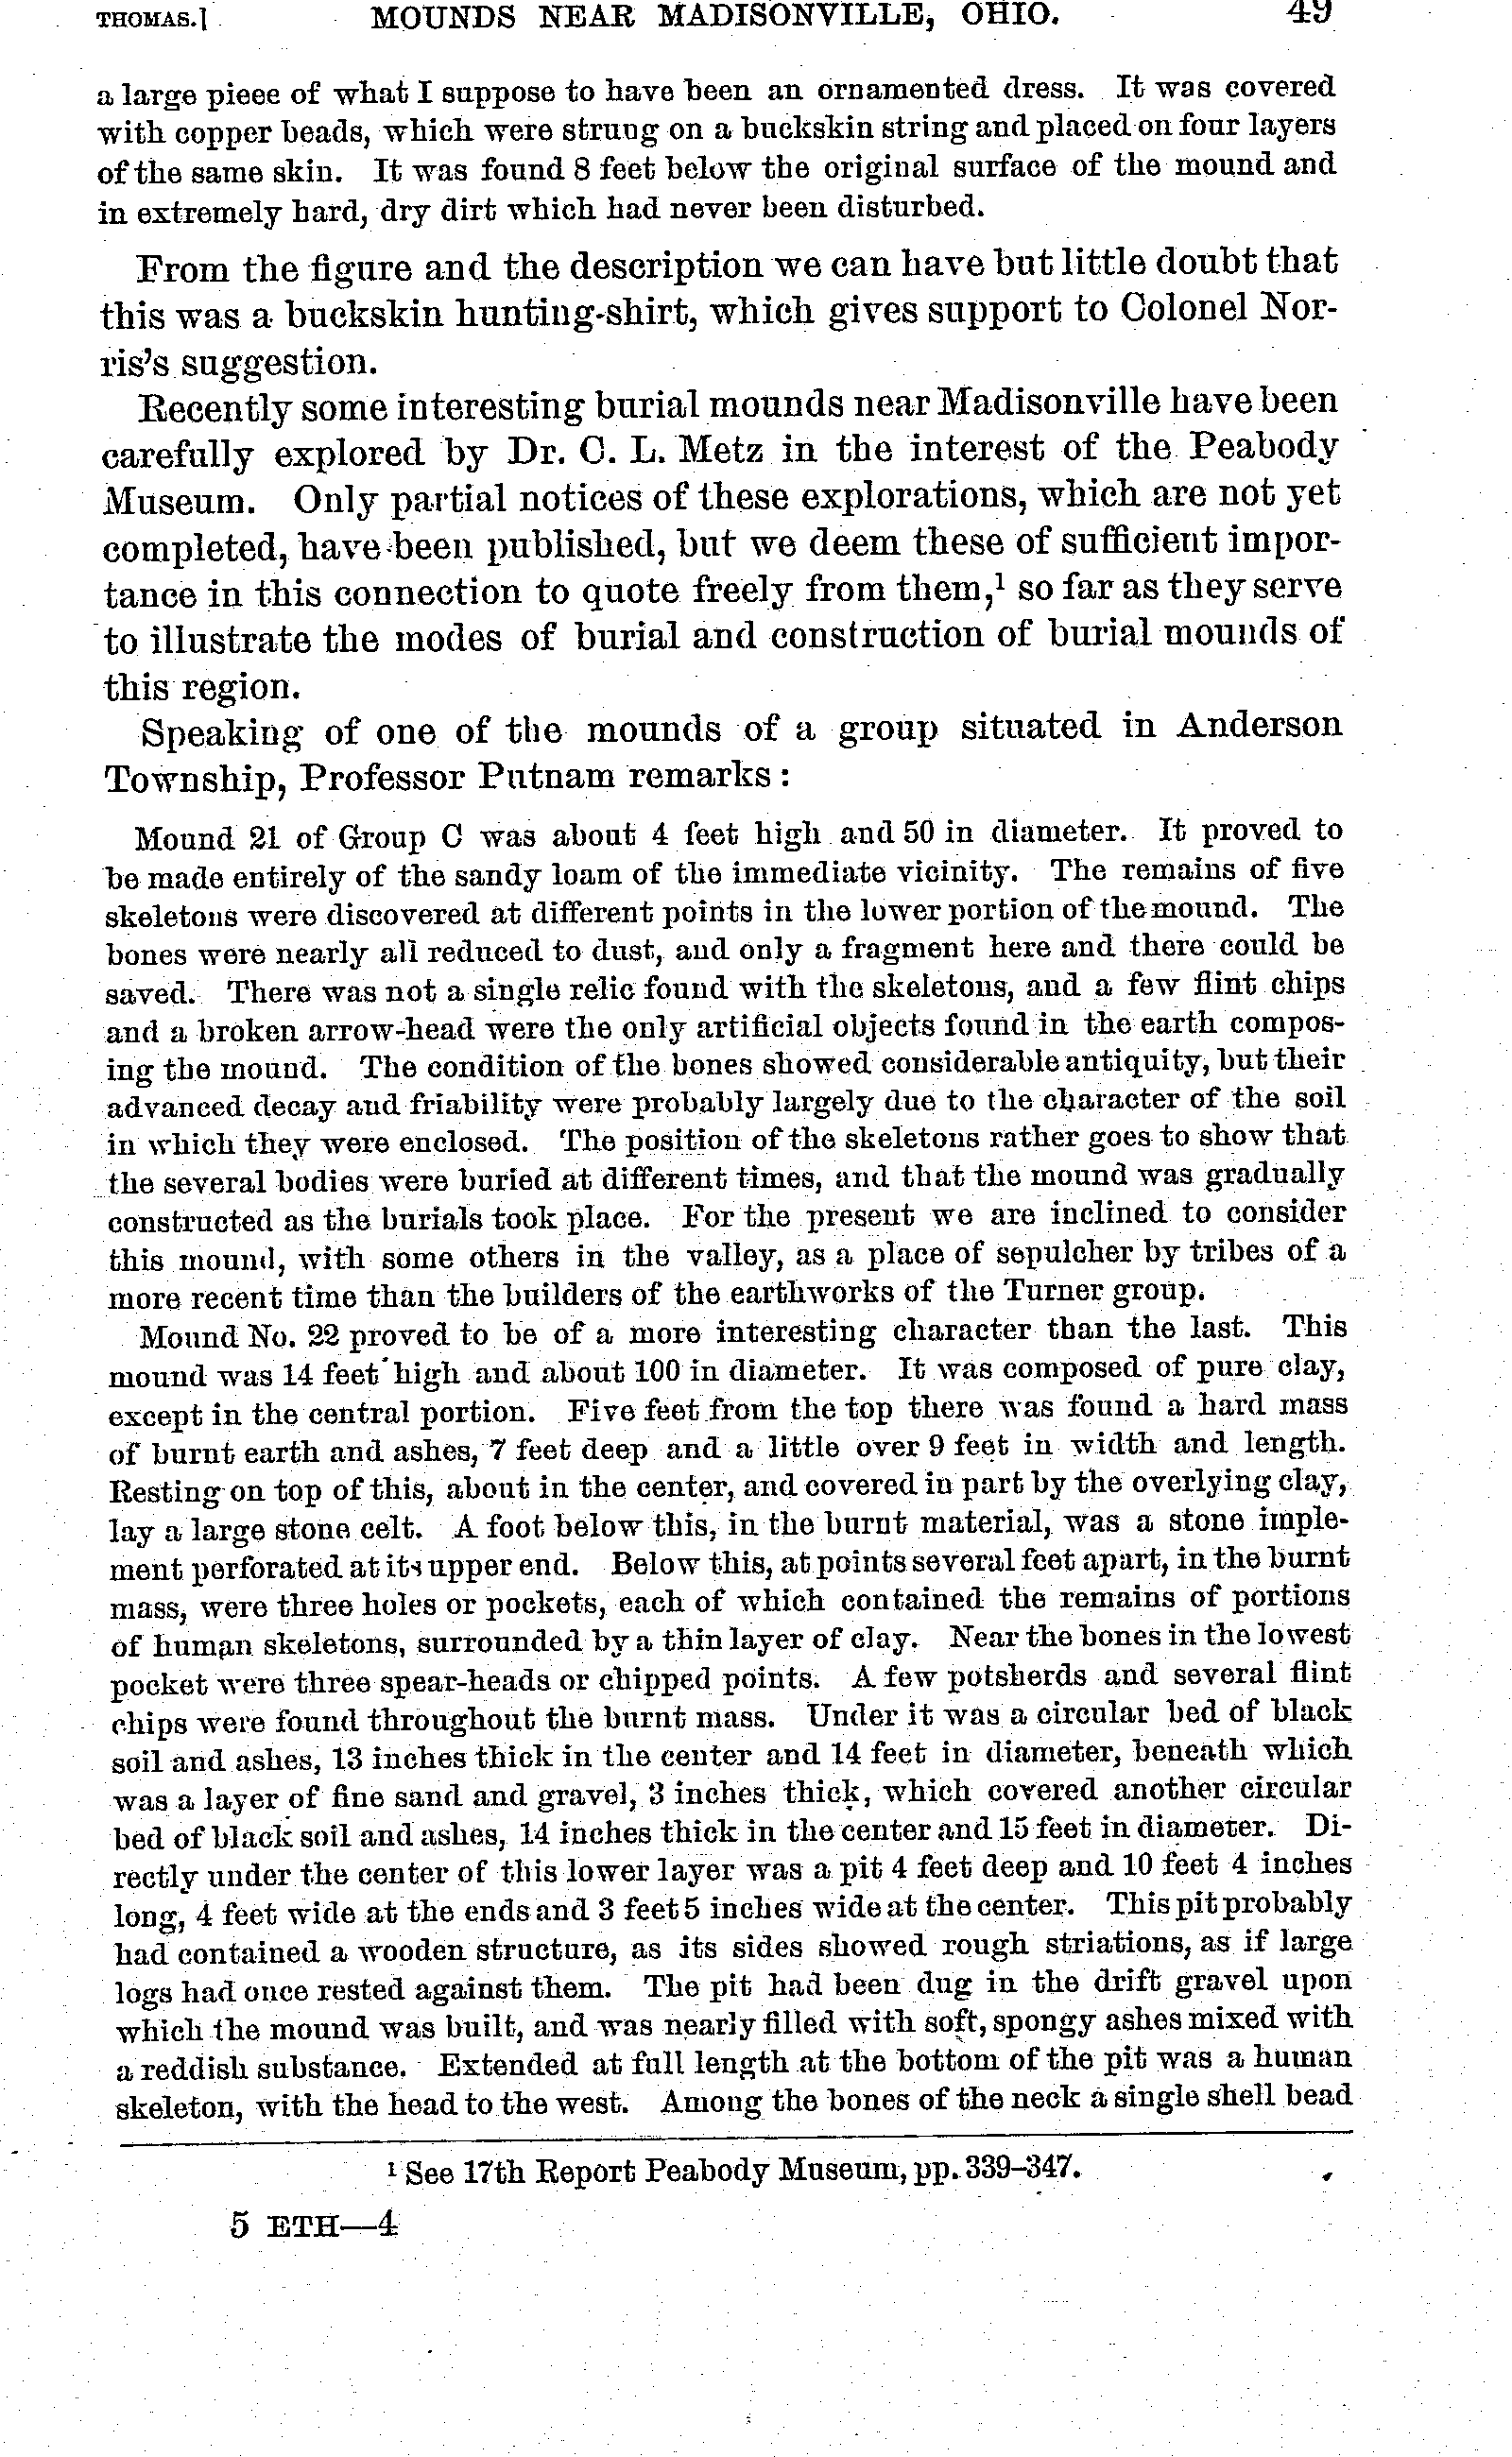 THOMAS.] MOUNDS NEAR MADISONVILLE, OHIO. 49
a large pieee of what I suppose to have been an ornamented dress. It was covered
with copper beads, which were strung on a buckskin string and placed on four layers
of the same skin. It was found 8 feet below the original surface of the mound and
in extremely hard, dry dirt which had never been disturbed.
From the figure and the description we can have but little doubt that
this was a buckskin hunting-shirt, which gives support to Colonel Nor-
ris's suggestion.
Recently some interesting burial mounds near Madisonville have been
carefully explored by Dr. C. L. Metz in the interest of the Peabody
Museum. Only partial notices of these explorations, which are not yet
completed, have been published, but we deem these of sufficient impor-
tance in this connection to quote freely from them,¹ so far as they serve
to illustrate the modes of burial and construction of burial mounds of
this region.
Speaking of one of the mounds of a group situated in Anderson
Township, Professor Putnam remarks:
Mound 21 of Group C was about 4 feet high and 50 in diameter. It proved to
be made entirely of the sandy loam of the immediate vicinity. The remains of five
skeletons were discovered at different points in the lower portion of the mound. The
bones were nearly all reduced to dust, and only a fragment here and there could be
saved. There was not a single relic found with the skeletons, and a few flint chips
and a broken arrow-head were the only artificial objects found in the earth compos-
ing the mound. The condition of the bones showed considerable antiquity, but their
advanced decay and friability were probably largely due to the character of the soil
in which they were enclosed. The position of the skeletons rather goes to show that
the several bodies were buried at different times, and that the mound was gradually
constructed as the burials took place. For the present we are inclined to consider
this mound, with some others in the valley, as a place of sepulcher by tribes of a
more recent time than the builders of the earthworks of the Turner group.
Mound No. 22 proved to be of a more interesting character than the last. This
mound was 14 feet high and about 100 in diameter. It was composed of pure clay,
except in the central portion. Five feet from the top there was found a hard mass
of burnt earth and ashes, 7 feet deep and a little over 9 feet in width and length.
Resting on top of this, about in the center, and covered in part by the overlying clay,
lay a large stone celt. A foot below this, in the burnt material, was a stone imple-
ment perforated at its upper end. Below this, at points several feet apart, in the burnt
mass, were three holes or pockets, each of which contained the remains of portions
of human skeletons, surrounded by a thin layer of clay. Near the bones in the lowest
pocket were three spear-heads or chipped points. A few potsherds and several flint
chips were found throughout the burnt mass. Under it was a circular bed of black
soil and ashes, 13 inches thick in the center and 14 feet in diameter, beneath which
was a layer of fine sand and gravel, 3 inches thick, which covered another circular
bed of black soil and ashes, 14 inches thick in the center and 15 feet in diameter. Di-
rectly under the center of this lower layer was a pit 4 feet deep and 10 feet 4 inches
long, 4 feet wide at the ends and 3 feet 5 inches wide at the center. This pit probably
had contained a wooden structure, as its sides showed rough striations, as if large
logs had once rested against them. The pit had been dug in the drift gravel upon
which the mound was built, and was nearly filled with soft, spongy ashes mixed with
a reddish substance. Extended at full length at the bottom of the pit was a human
skeleton, with the head to the west. Among the bones of the neck a single shell bead
¹ See 17th Report Peabody Museum, pp. 339–347.
5 ETH—4